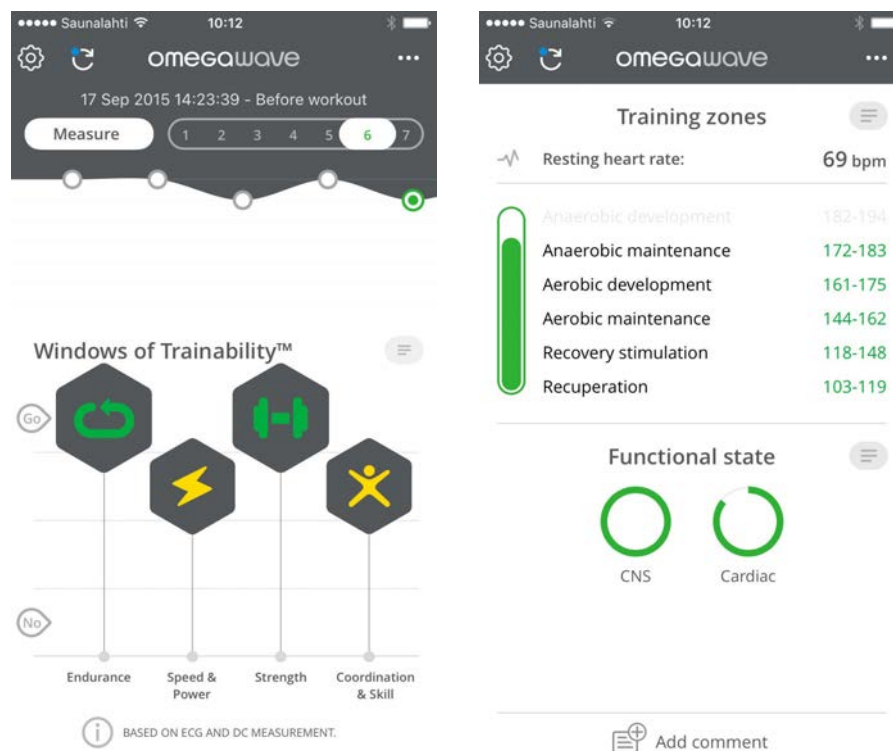 Saunalahti 10:12
omegawave
17 Sep 2015 14:23:39 - Before workout
Measure 1 2 3 4 5 6 7
Windows of Trainability™
Go
No
Endurance
Speed &
Power
Strength
Coordination
& Skill
i BASED ON ECG AND DC MEASUREMENT.
Saunalahti 10:12
omegawave
Training zones
Resting heart rate: 69 bpm
Anaerobic development 182-194
Anaerobic maintenance 172-183
Aerobic development 161-175
Aerobic maintenance 144-162
Recovery stimulation 118-148
Recuperation 103-119
Functional state
CNS Cardiac
Add comment